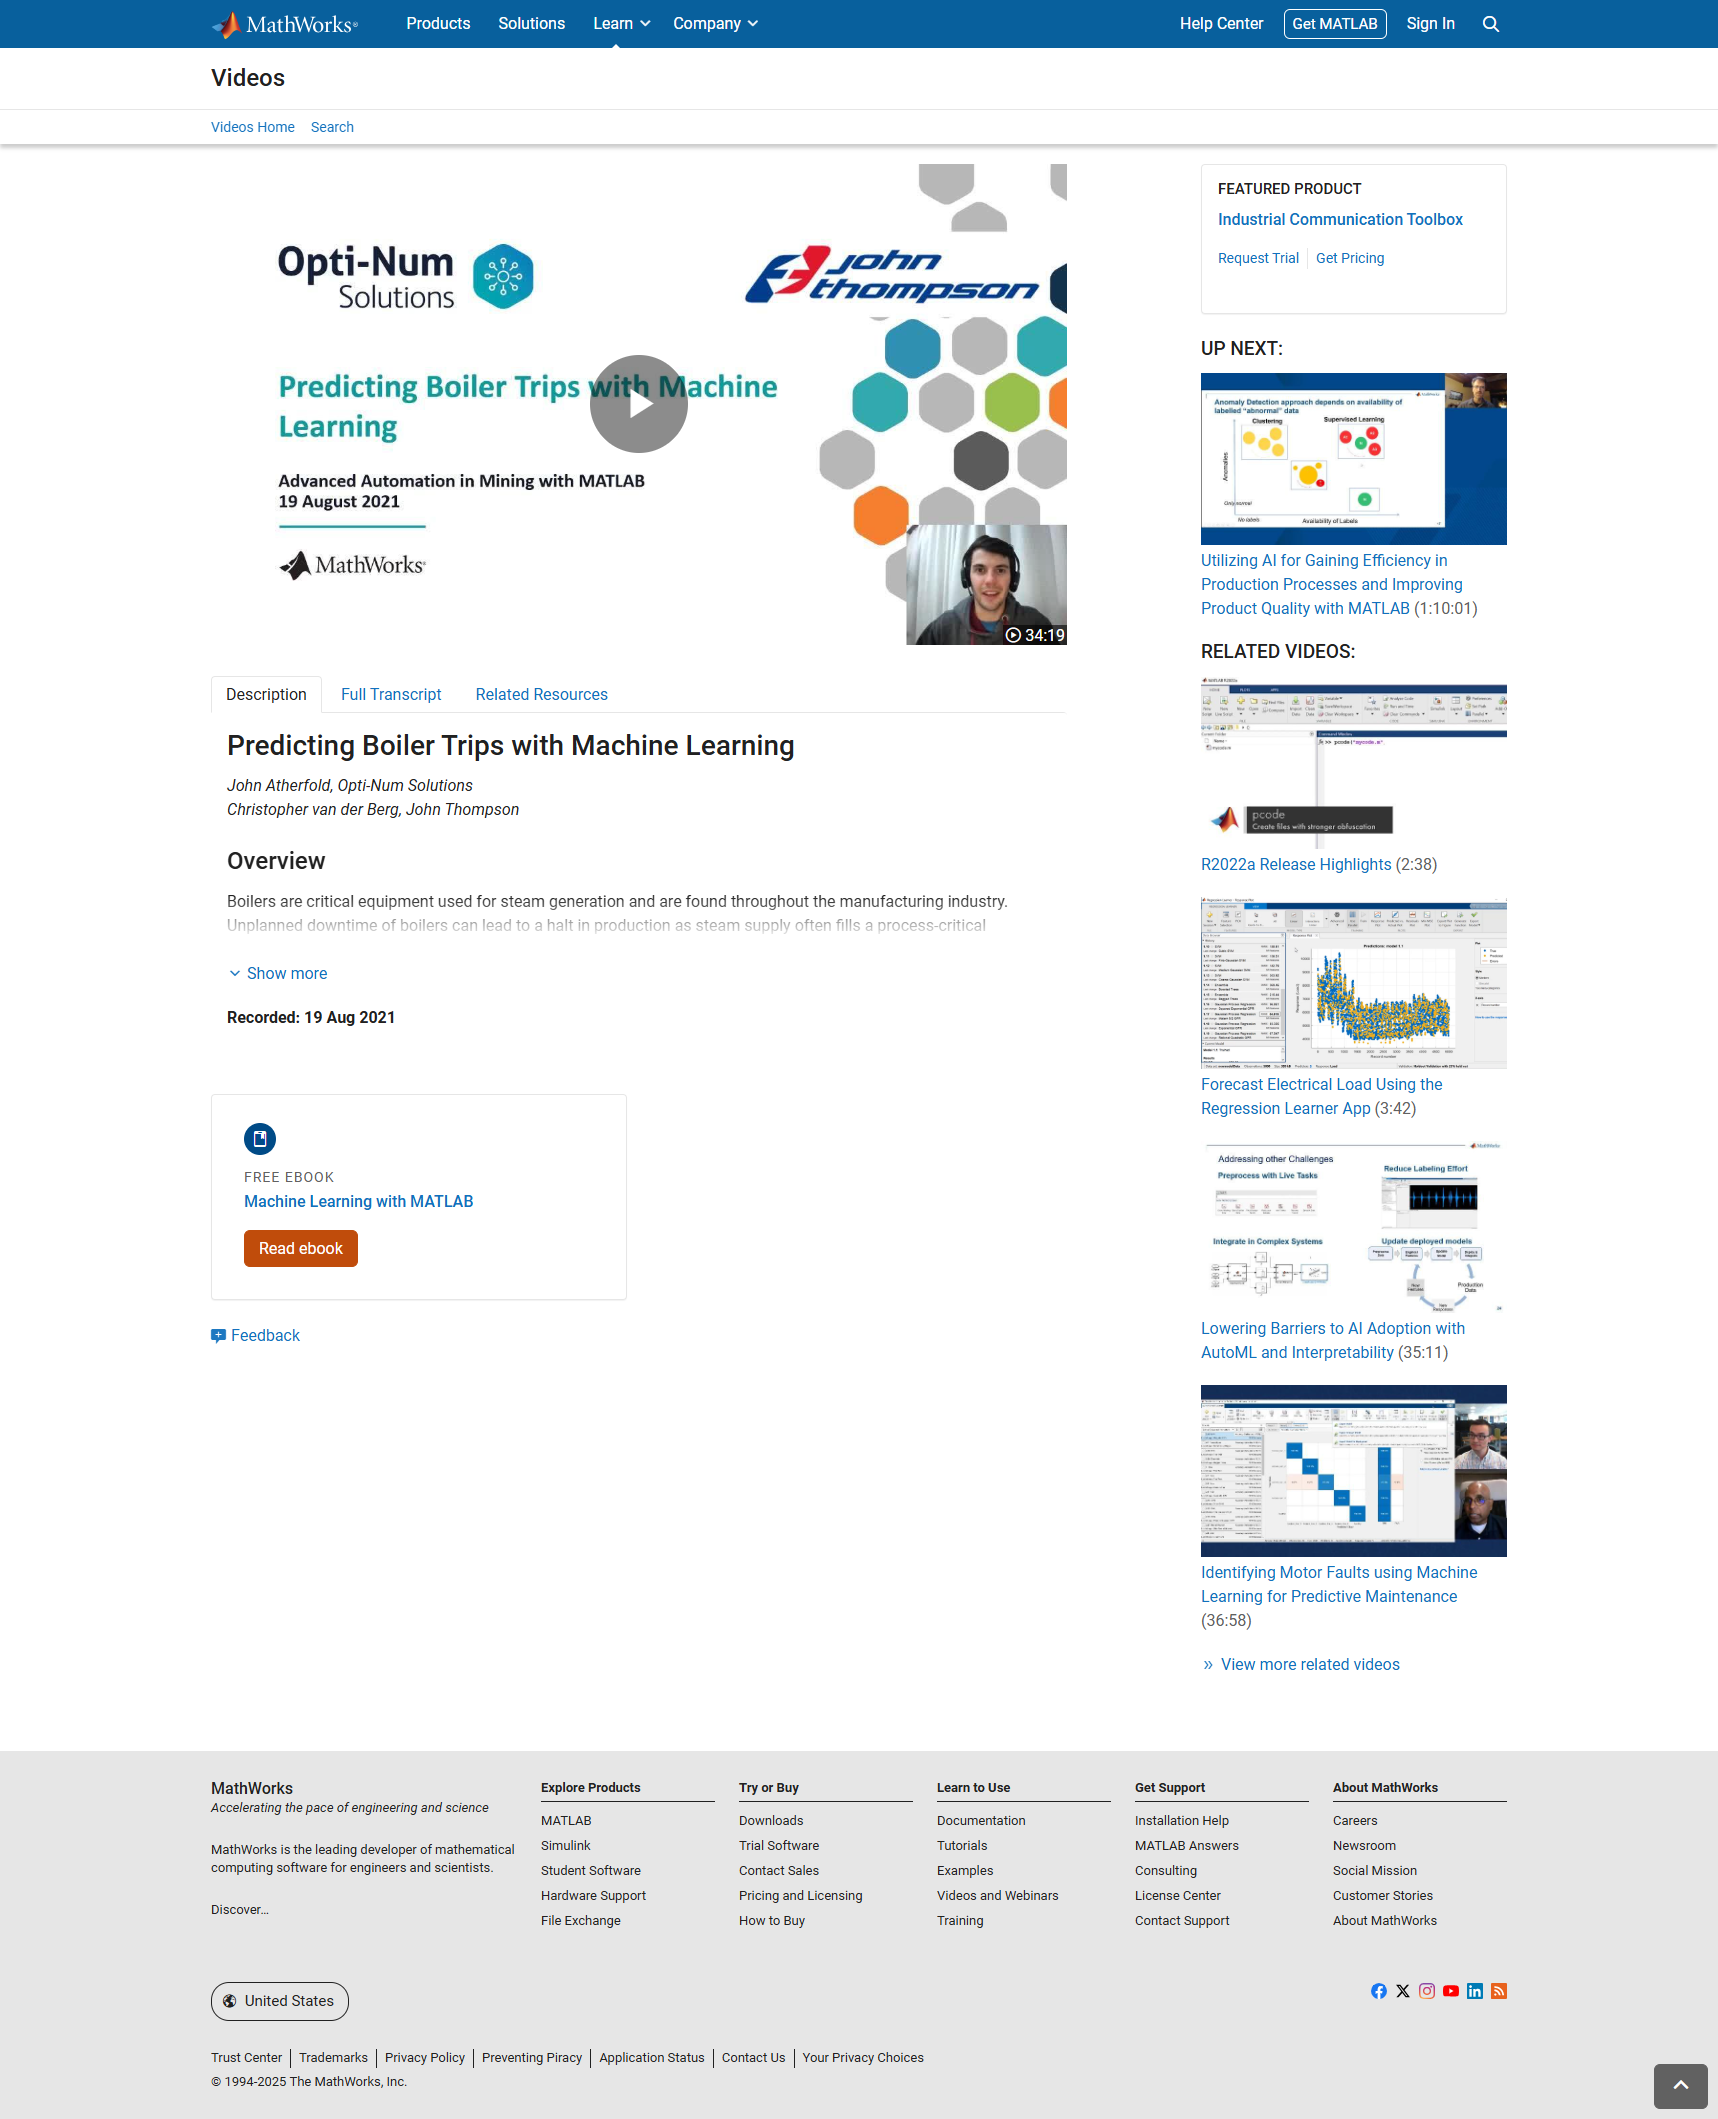 MathWorks®
Products
Solutions
Learn
Company
Help Center
Get MATLAB
Sign In
Videos
Videos Home
Search
Opti-Num
Solutions
John
thompson
Predicting Boiler Trips with Machine
Learning
Advanced Automation in Mining with MATLAB
19 August 2021
MathWorks®
34:19
Description
Full Transcript
Related Resources
Predicting Boiler Trips with Machine Learning
John Atherfold, Opti-Num Solutions
Christopher van der Berg, John Thompson
Overview
Boilers are critical equipment used for steam generation and are found throughout the manufacturing industry.
Unplanned downtime of boilers can lead to a halt in production as steam supply often fills a process-critical
Show more
Recorded: 19 Aug 2021
FREE EBOOK
Machine Learning with MATLAB
Read ebook
Feedback
FEATURED PRODUCT
Industrial Communication Toolbox
Request Trial
Get Pricing
UP NEXT:
Anomaly Detection approach depends on availability of
labelled "abnormal" data
Clustering
Supervised Learning
Anomalies
Only normal
No labels
Availability of Labels
Utilizing AI for Gaining Efficiency in
Production Processes and Improving
Product Quality with MATLAB (1:10:01)
RELATED VIDEOS:
pcode
Create files with stronger obfuscation
R2022a Release Highlights (2:38)
Forecast Electrical Load Using the
Regression Learner App (3:42)
Addressing other Challenges
Preprocess with Live Tasks
Reduce Labeling Effort
Integrate in Complex Systems
Update deployed models
Production
Data
Lowering Barriers to AI Adoption with
AutoML and Interpretability (35:11)
Identifying Motor Faults using Machine
Learning for Predictive Maintenance
(36:58)
» View more related videos
MathWorks
Accelerating the pace of engineering and science
MathWorks is the leading developer of mathematical
computing software for engineers and scientists.
Discover...
Explore Products
MATLAB
Simulink
Student Software
Hardware Support
File Exchange
Try or Buy
Downloads
Trial Software
Contact Sales
Pricing and Licensing
How to Buy
Learn to Use
Documentation
Tutorials
Examples
Videos and Webinars
Training
Get Support
Installation Help
MATLAB Answers
Consulting
License Center
Contact Support
About MathWorks
Careers
Newsroom
Social Mission
Customer Stories
About MathWorks
United States
Trust Center
Trademarks
Privacy Policy
Preventing Piracy
Application Status
Contact Us
Your Privacy Choices
© 1994-2025 The MathWorks, Inc.